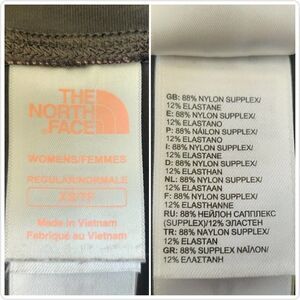 THE
NORTH
FACE
WOMENS/FEMMES
REGULAR/NORMALE
XS/TP
Made in Vietnam
Fabriqué au Vietnam
GB: 88% NYLON SUPLEX/
12% ELASTANE
E: 88% NYLON SUPPLEX/
12% ELASTANO
P: 88% NÁILON SUPPLEX/
12% ELASTANO
I: 88% NYLON SUPPLEX/
12% ELASTANE
D: 88% NYLON SUPPLEX/
12% ELASTHAN
NL: 88% NYLON SUPPLEX/
12% ELASTAAN
F: 88% NYLON SUPPLEX/
12% ELASTHANNE
RU: 88% НЕЙЛОН САППЛЕКС
(SUPPLEX)/12% ЭЛАСТЕН
TR: 88% NAYLON SUPPLEX/
12% ELASTAN
GR: 88% SUPPLEX ΝΑΪΛΟΝ/
12% ΕΛΑΣΤΑΝΗ